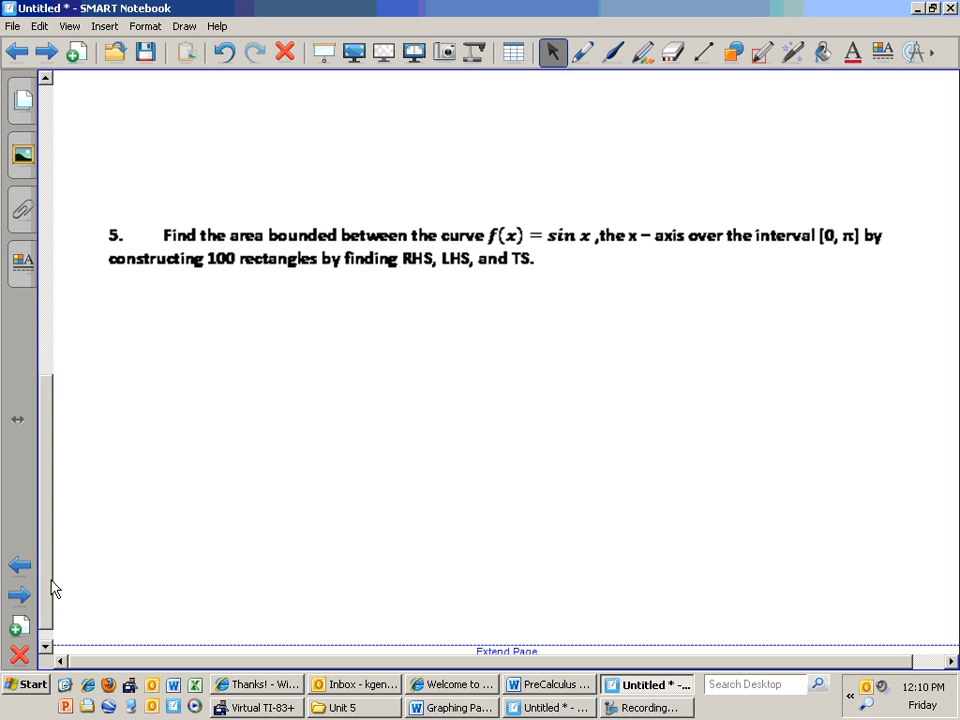 Untitled * - SMART Notebook
File Edit View Insert Format Draw Help
5. Find the area bounded between the curve f(x) = sin x ,the x – axis over the interval [0, π] by
constructing 100 rectangles by finding RHS, LHS, and TS.
Extend Page
Start Thanks! - Wi... Inbox - kgen... Welcome to ... PreCalculus ... Untitled * -... Search Desktop 12:10 PM
Virtual TI-83+ Unit 5 Graphing Pa... Untitled * - ... Recording... Friday